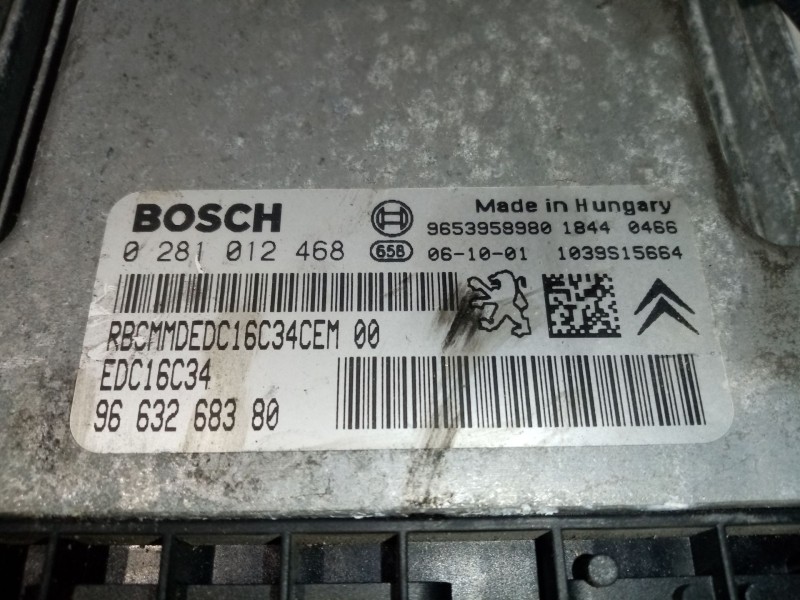 BOSCH
Made in Hungary
9653958980 1844 0466
0 281 012 468 65B 06-10-01 1039S15664
RBCMMDEDC16C34CEM 00
EDC16C34
96 632 683 80